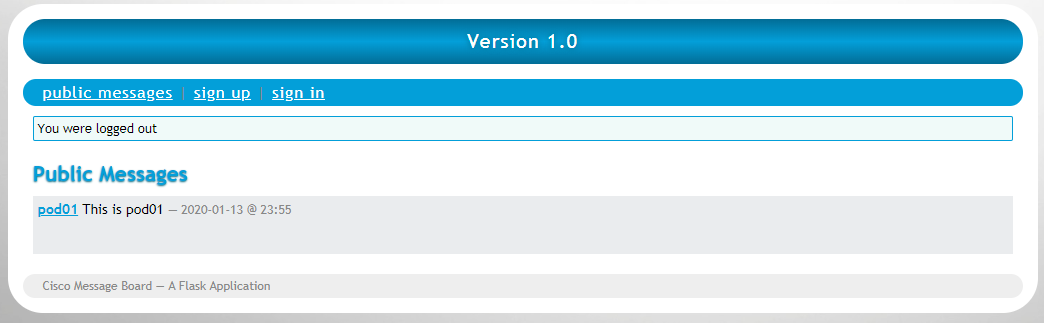 Version 1.0
public messages | sign up | sign in
You were logged out
Public Messages
pod01 This is pod01 — 2020-01-13 @ 23:55
Cisco Message Board — A Flask Application